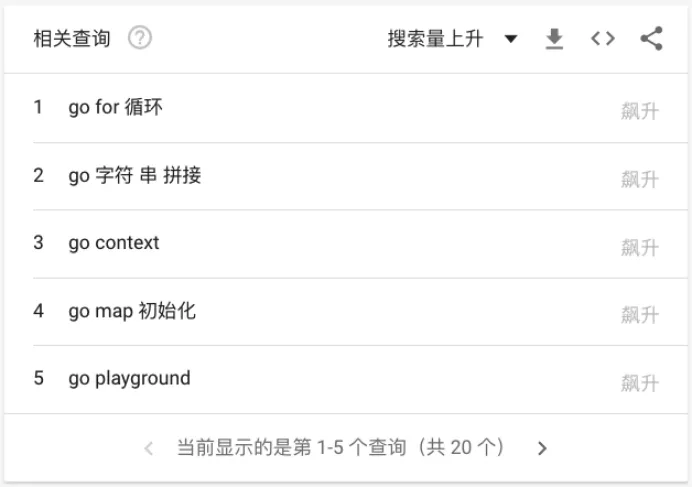 相关查询 搜索量上升
1 go for 循环 飙升
2 go 字符 串 拼接 飙升
3 go context 飙升
4 go map 初始化 飙升
5 go playground 飙升
当前显示的是第 1-5 个查询（共 20 个）